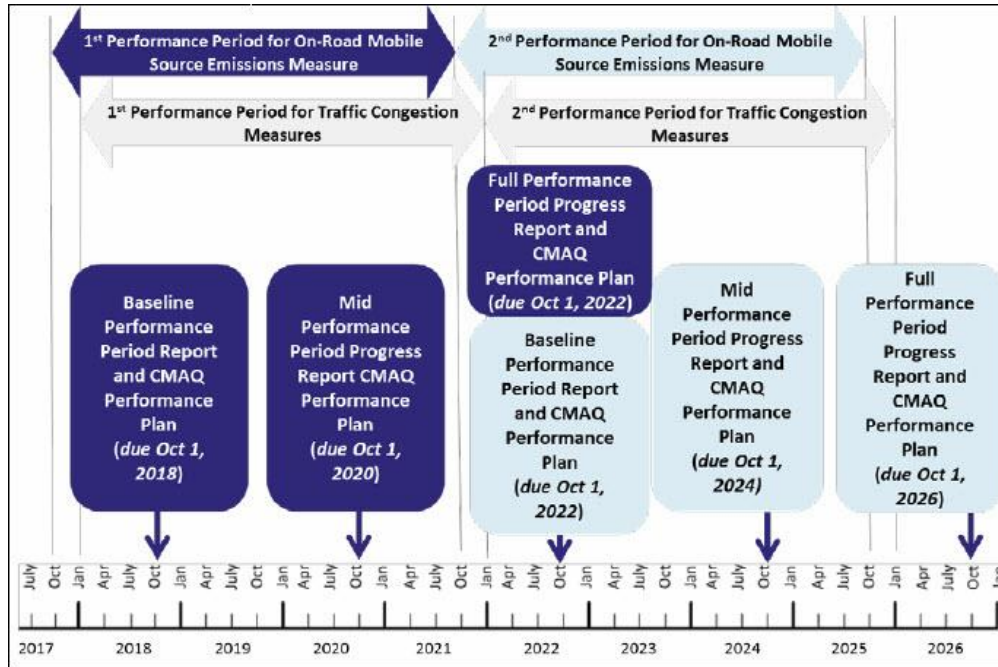 1st Performance Period for On-Road Mobile
Source Emissions Measure
2nd Performance Period for On-Road Mobile
Source Emissions Measure
1st Performance Period for Traffic Congestion
Measures
2nd Performance Period for Traffic Congestion
Measures
Full Performance
Period Progress
Report and
CMAQ
Performance Plan
(due Oct 1, 2022)
Baseline
Performance
Period Report
and CMAQ
Performance
Plan
(due Oct 1,
2018)
Mid
Performance
Period Progress
Report CMAQ
Performance
Plan
(due Oct 1,
2020)
Baseline
Performance
Period Report
and CMAQ
Performance
Plan
(due Oct 1,
2022)
Mid
Performance
Period Progress
Report and
CMAQ
Performance
Plan
(due Oct 1,
2024)
Full
Performance
Period
Progress
Report and
CMAQ
Performance
Plan
(due Oct 1,
2026)
July Oct Jan Apr July Oct Jan Apr July Oct Jan Apr July Oct Jan Apr July Oct Jan Apr July Oct Jan Apr July Oct Jan Apr July Oct Jan Apr July Oct Jan Apr July Oct Jan
2017 2018 2019 2020 2021 2022 2023 2024 2025 2026